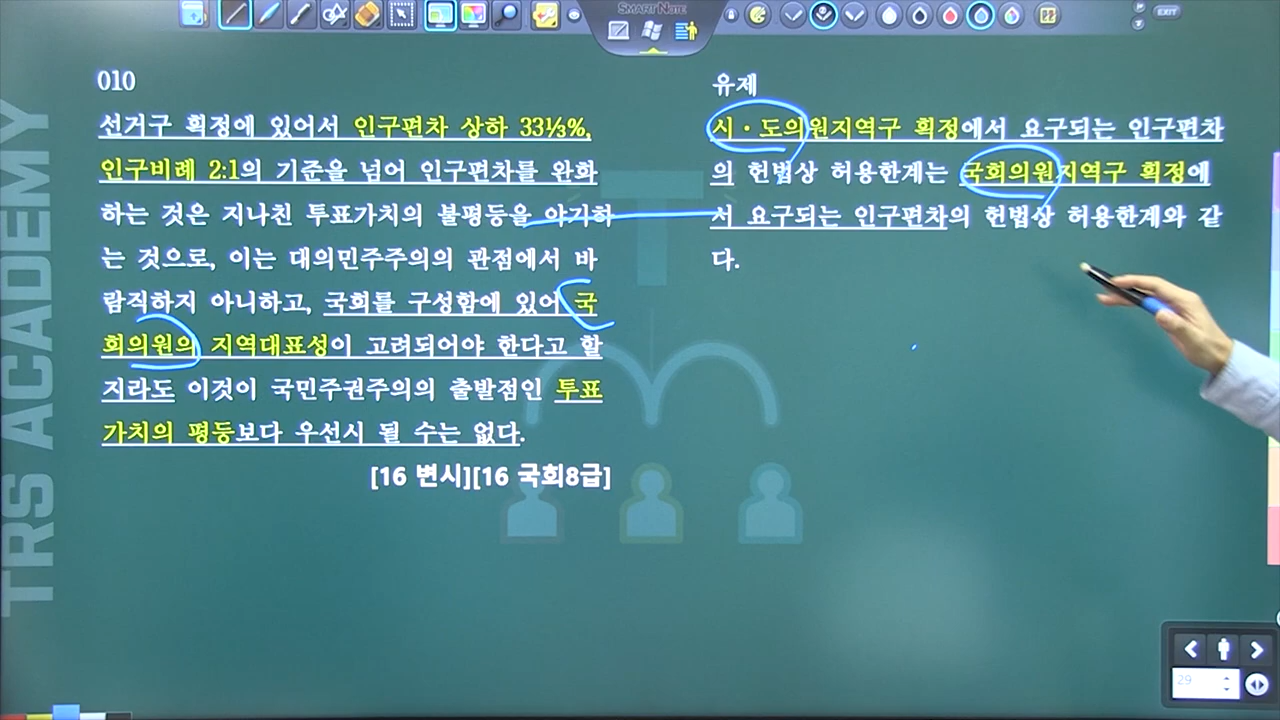 SMART NOTE
EXIT
010
선거구 획정에 있어서 인구편차 상하 33⅓%,
인구비례 2:1의 기준을 넘어 인구편차를 완화
하는 것은 지나친 투표가치의 불평등을 야기하
는 것으로, 이는 대의민주주의의 관점에서 바
람직하지 아니하고, 국회를 구성함에 있어 국
회의원의 지역대표성이 고려되어야 한다고 할
지라도 이것이 국민주권주의의 출발점인 투표
가치의 평등보다 우선시 될 수는 없다.
[16 변시][16 국회8급]
유제
시·도의원지역구 획정에서 요구되는 인구편차
의 헌법상 허용한계는 국회의원지역구 획정에
서 요구되는 인구편차의 헌법상 허용한계와 같
다.
TRS ACADEMY
29